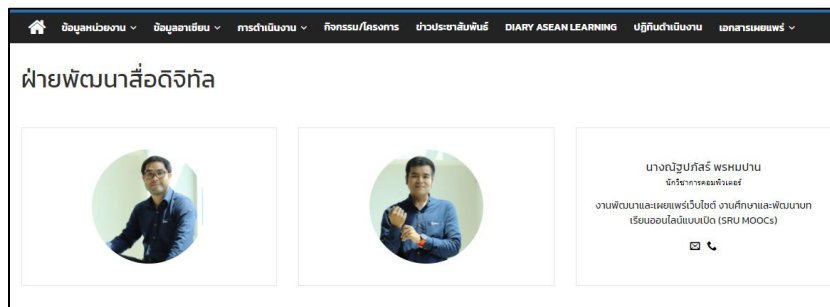 ข้อมูลหน่วยงาน ข้อมูลอาเซียน การดำเนินงาน กิจกรรม/โครงการ ข่าวประชาสัมพันธ์ DIARY ASEAN LEARNING ปฏิทินดำเนินงาน เอกสารเผยแพร่
ฝ่ายพัฒนาสื่อดิจิทัล
นางณัฐปภัสร์ พรหมปาน
นักวิชาการคอมพิวเตอร์
งานพัฒนาและเผยแพร่เว็บไซต์ งานศึกษาและพัฒนาบท
เรียนออนไลน์แบบเปิด (SRU MOOCs)